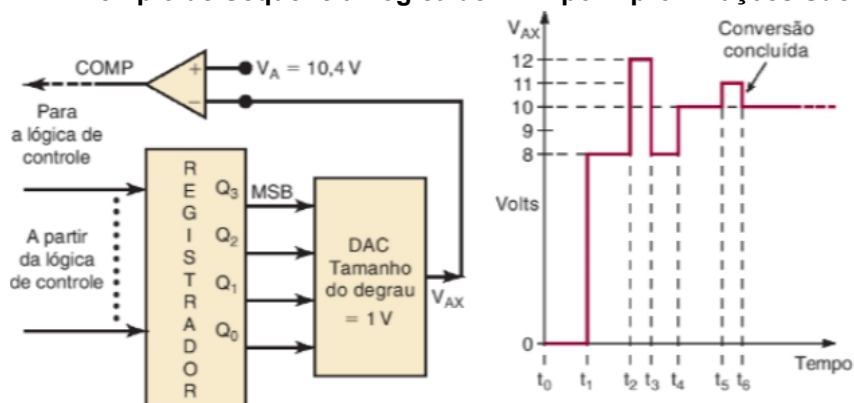 COMP
+
V_A = 10,4 V
–
Para
a lógica de
controle
A partir
da lógica
de controle
R
E
G
I
S
T
R
A
D
O
R
Q₃
MSB
Q₂
Q₁
Q₀
DAC
Tamanho
do degrau
= 1 V
V_AX
V_AX
Conversão
concluída
12
11
10
9
8
Volts
0
Tempo
t₀ t₁ t₂ t₃ t₄ t₅ t₆